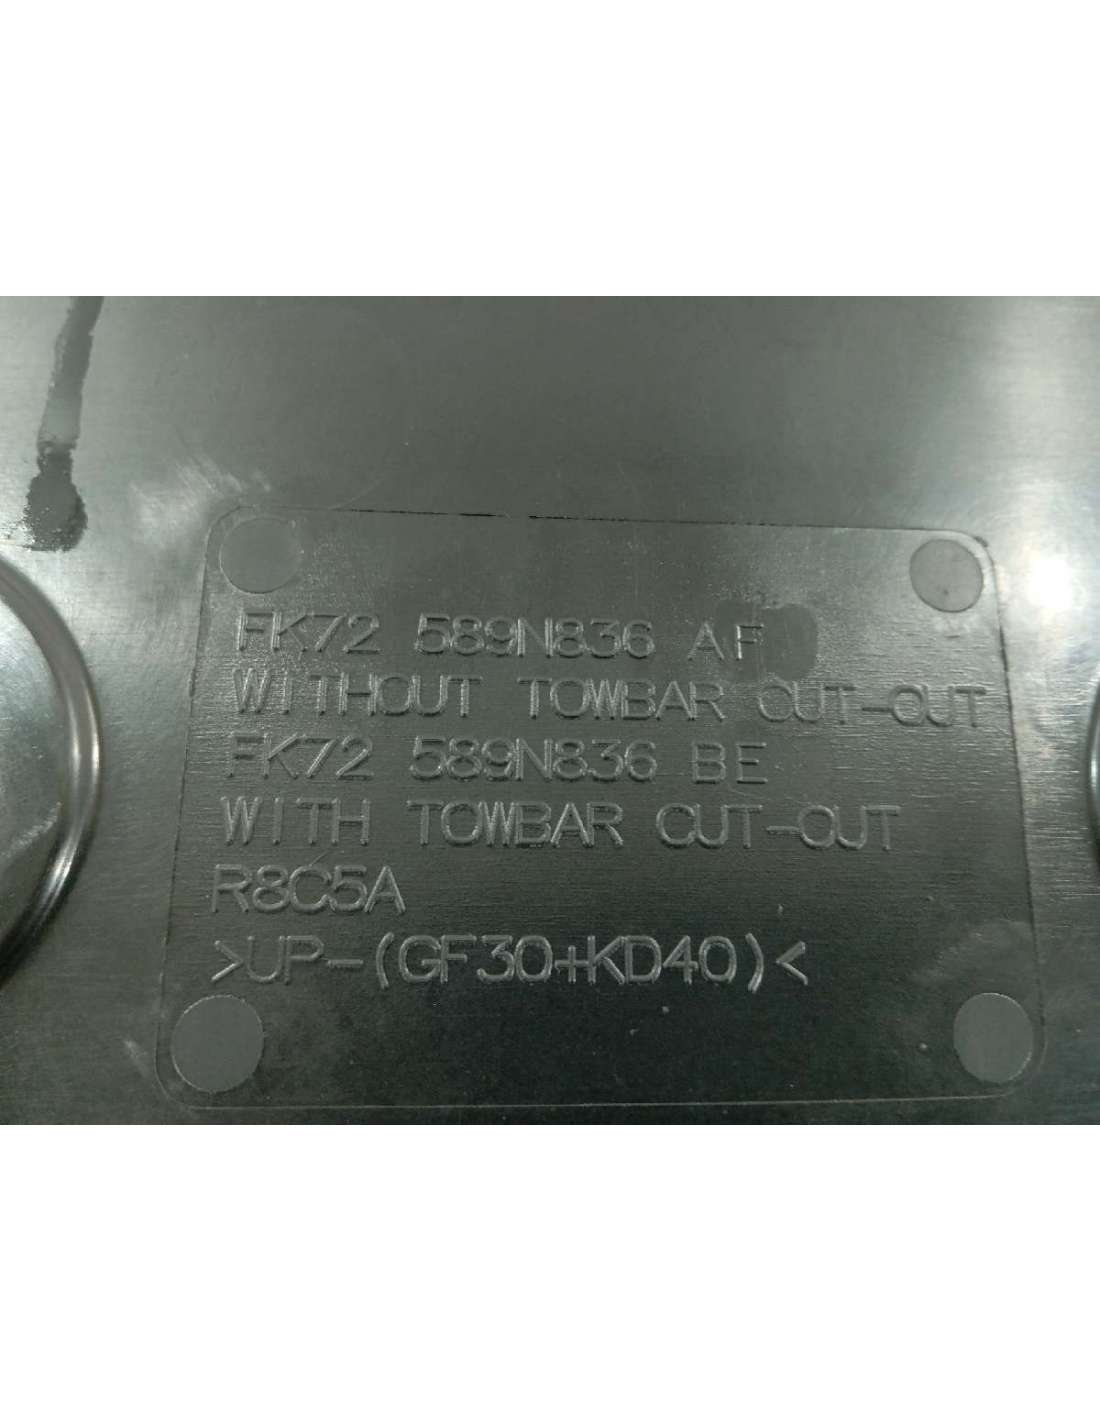 FK72 589N836 AF
WITHOUT TOWBAR CUT-OUT
FK72 589N836 BE
WITH TOWBAR CUT-OUT
R8C5A
>UP-(GF30+KD40)<